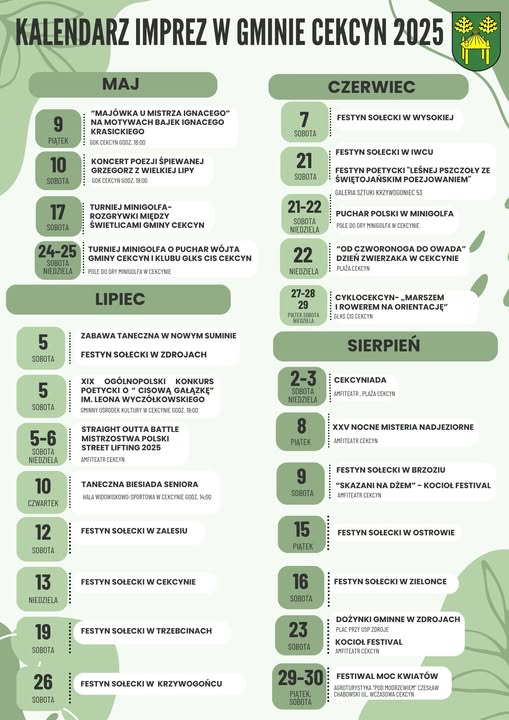 KALENDARZ IMPREZ W GMINIE CEKCYN 2025
MAJ
9
PIĄTEK
"MAJÓWKA U MISTRZA IGNACEGO"
NA MOTYWACH BAJEK IGNACEGO
KRASICKIEGO
GOK CEKCYN GODZ. 18:00
10
SOBOTA
KONCERT POEZJI ŚPIEWANEJ
GRZEGORZ Z WIELKIEJ LIPY
GOK CEKCYN GODZ. 19:00
17
SOBOTA
TURNIEJ MINIGOLFA-
ROZGRYWKI MIĘDZY
ŚWIETLICAMI GMINY CEKCYN
24-25
SOBOTA
NIEDZIELA
TURNIEJ MINIGOLFA O PUCHAR WÓJTA
GMINY CEKCYN I KLUBU GLKS CIS CEKCYN
POLE DO GRY MINIGOLFA W CEKCYNIE
CZERWIEC
7
SOBOTA
FESTYN SOŁECKI W WYSOKIEJ
21
SOBOTA
FESTYN SOŁECKI W IWCU
FESTYN POETYCKI "LEŚNEJ PSZCZOŁY ZE
ŚWIĘTOJAŃSKIM POEZJOWANIEM"
GALERIA SZTUKI KRZYWOGONIEC 53
21-22
SOBOTA
NIEDZIELA
PUCHAR POLSKI W MINIGOLFA
POLE DO GRY MINIGOLFA W CEKCYNIE
22
NIEDZIELA
"OD CZWORONOGA DO OWADA"
DZIEŃ ZWIERZAKA W CEKCYNIE
PLAŻA CEKCYN
27-28
29
PIĄTEK SOBOTA
NIEDZIELA
CYKLOCEKCYN- „MARSZEM
I ROWEREM NA ORIENTACJĘ"
GLKS CIS CEKCYN
LIPIEC
5
SOBOTA
ZABAWA TANECZNA W NOWYM SUMINIE
FESTYN SOŁECKI W ZDROJACH
5
SOBOTA
XIX OGÓLNOPOLSKI KONKURS
POETYCKI O " CISOWĄ GAŁĄZKĘ"
IM. LEONA WYCZÓŁKOWSKIEGO
GMINNY OŚRODEK KULTURY W CEKCYNIE GODZ. 19:00
5-6
SOBOTA
NIEDZIELA
STRAIGHT OUTTA BATTLE
MISTRZOSTWA POLSKI
STREET LIFTING 2025
AMFITEATR CEKCYN
10
CZWARTEK
TANECZNA BIESIADA SENIORA
HALA WIDOWISKOWO-SPORTOWA W CEKCYNIE GODZ, 14:00
12
SOBOTA
FESTYN SOŁECKI W ZALESIU
13
NIEDZIELA
FESTYN SOŁECKI W CEKCYNIE
19
SOBOTA
FESTYN SOŁECKI W TRZEBCINACH
26
SOBOTA
FESTYN SOŁECKI W KRZYWOGOŃCU
SIERPIEŃ
2-3
SOBOTA
NIEDZIELA
CEKCYNIADA
AMFITEATR , PLAŻA CEKCYN
8
PIĄTEK
XXV NOCNE MISTERIA NADJEZIORNE
AMFITEATR CEKCYN
9
SOBOTA
FESTYN SOŁECKI W BRZOZIU
"SKAZANI NA DŻEM" - KOCIOŁ FESTIVAL
AMFITEATR CEKCYN
15
PIĄTEK
FESTYN SOŁECKI W OSTROWIE
16
SOBOTA
FESTYN SOŁECKI W ZIELONCE
23
SOBOTA
DOŻYNKI GMINNE W ZDROJACH
PLAC PRZY OSP ZDROJE
KOCIOŁ FESTIVAL
AMFITEATR CEKCYN
29-30
PIĄTEK,
SOBOTA
FESTIWAL MOC KWIATÓW
AGROTURYSTYKA "POD MODRZEWIEM" CZESŁAW
CHABOWSKI UL. WCZASOWA CEKCYN